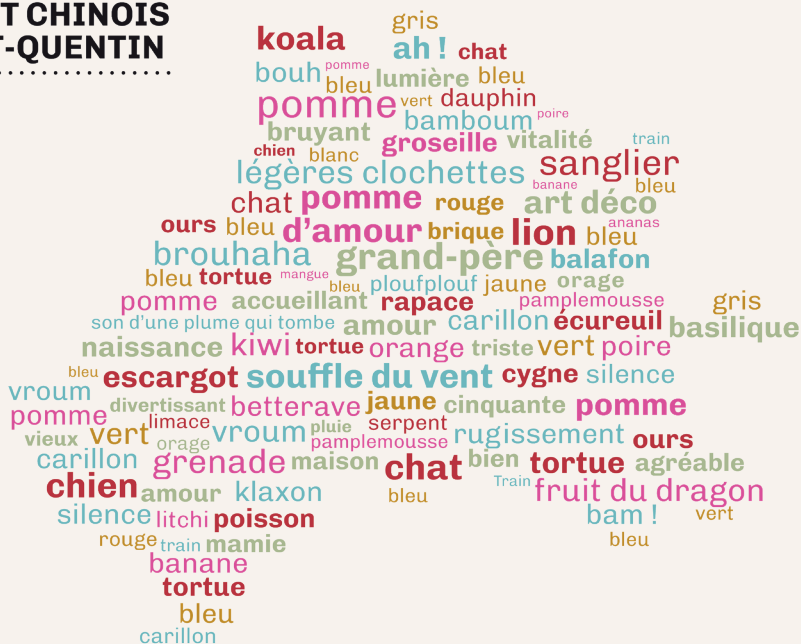 T CHINOIS
T-QUENTIN
gris
koala ah ! chat
bouh pomme bleu lumière bleu
pomme vert dauphin
bamboum poire
bruyant groseille vitalité train
chien blanc
légères clochettes sanglier
banane bleu
chat pomme rouge art déco
ours bleu d’amour brique lion bleu ananas
brouhaha grand-père balafon
bleu tortue mangue bleu ploufplouf jaune orage
pomme accueillant rapace pamplemousse gris
son d’une plume qui tombe amour carillon écureuil basilique
naissance kiwi tortue orange triste vert poire
bleu escargot souffle du vent cygne silence
vroum divertissant betterave jaune cinquante pomme
pomme limace serpent
vieux vert orage vroum pluie pamplemousse rugissement ours
carillon grenade maison chat bien tortue agréable
chien amour klaxon bleu Train fruit du dragon
silence litchi poisson bam ! vert
rouge train mamie bleu
banane
tortue
bleu
carillon